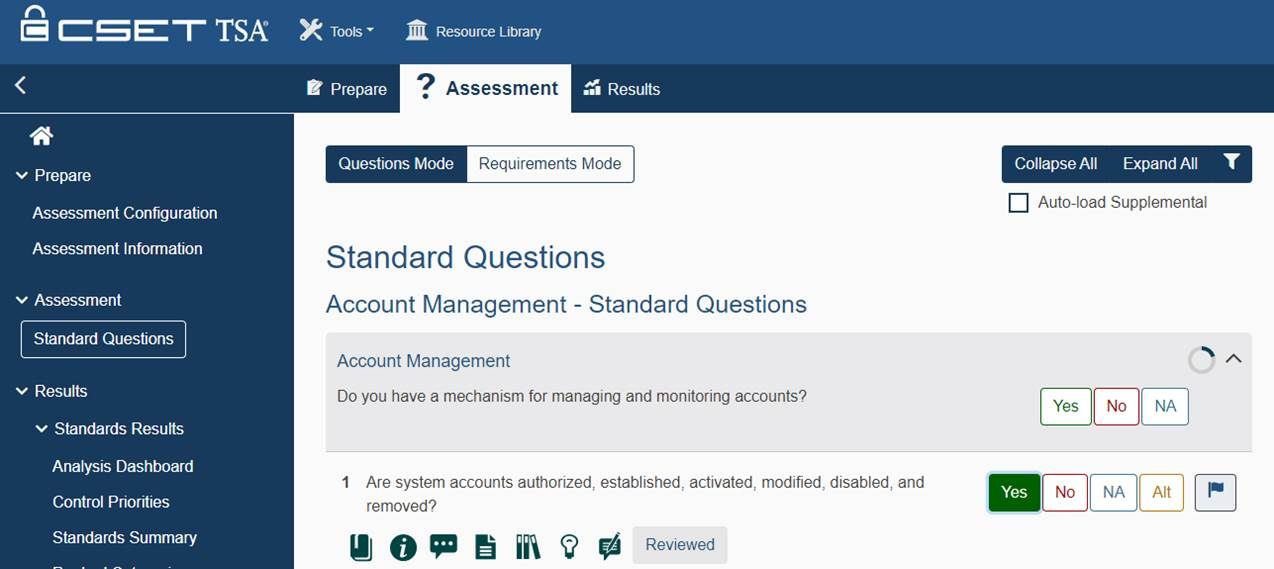 CSET TSA Tools Resource Library
Prepare ? Assessment Results
Prepare
Assessment Configuration
Assessment Information
Assessment
Standard Questions
Results
Standards Results
Analysis Dashboard
Control Priorities
Standards Summary
Questions Mode Requirements Mode
Collapse All Expand All
Auto-load Supplemental
Standard Questions
Account Management - Standard Questions
Account Management
Do you have a mechanism for managing and monitoring accounts?
Yes No NA
1 Are system accounts authorized, established, activated, modified, disabled, and
removed?
Yes No NA Alt
Reviewed